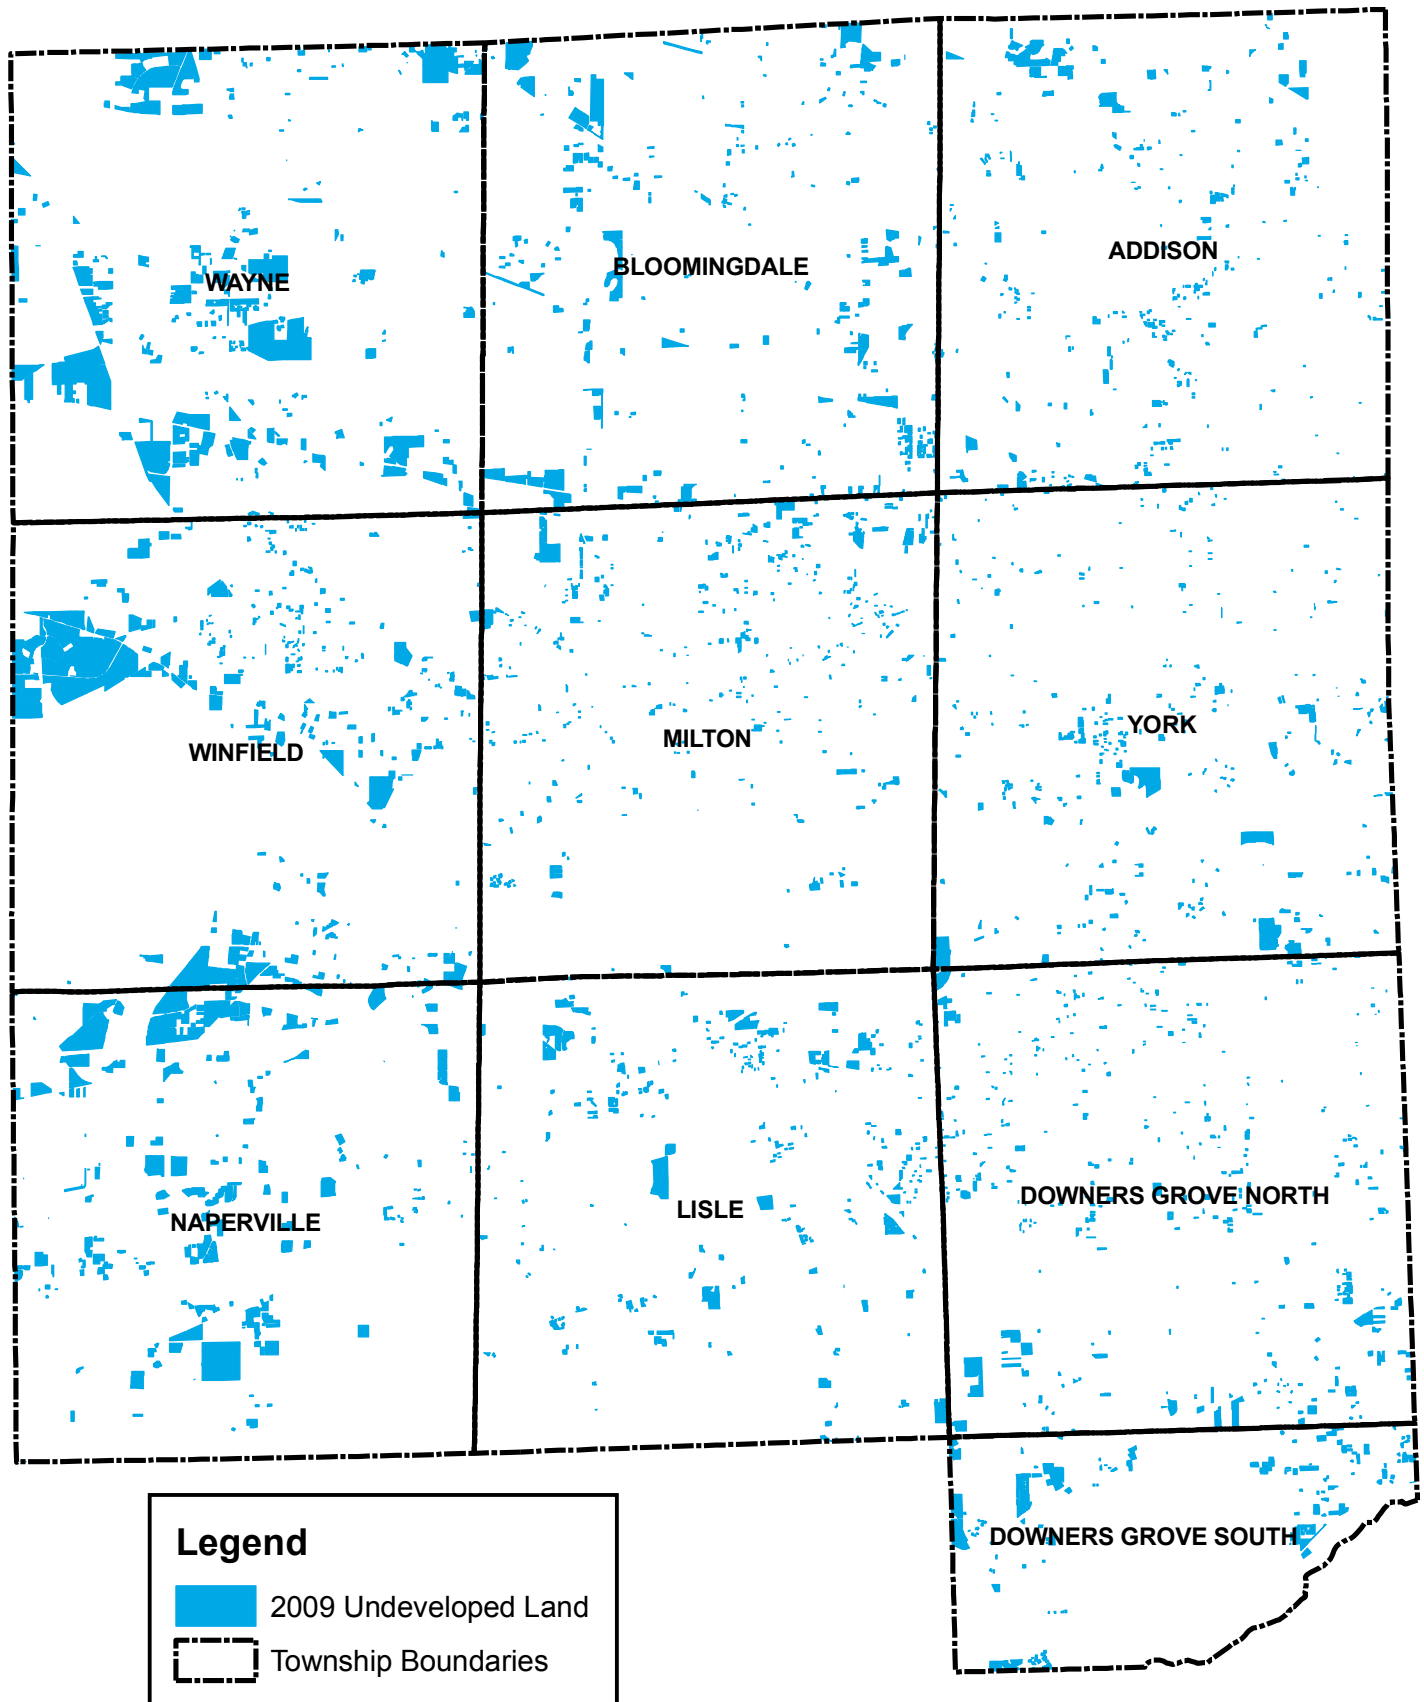 ADDISON
BLOOMINGDALE
WAYNE
YORK
MILTON
WINFIELD
DOWNERS GROVE NORTH
LISLE
NAPERVILLE
DOWNERS GROVE SOUTH
Legend
2009 Undeveloped Land
Township Boundaries